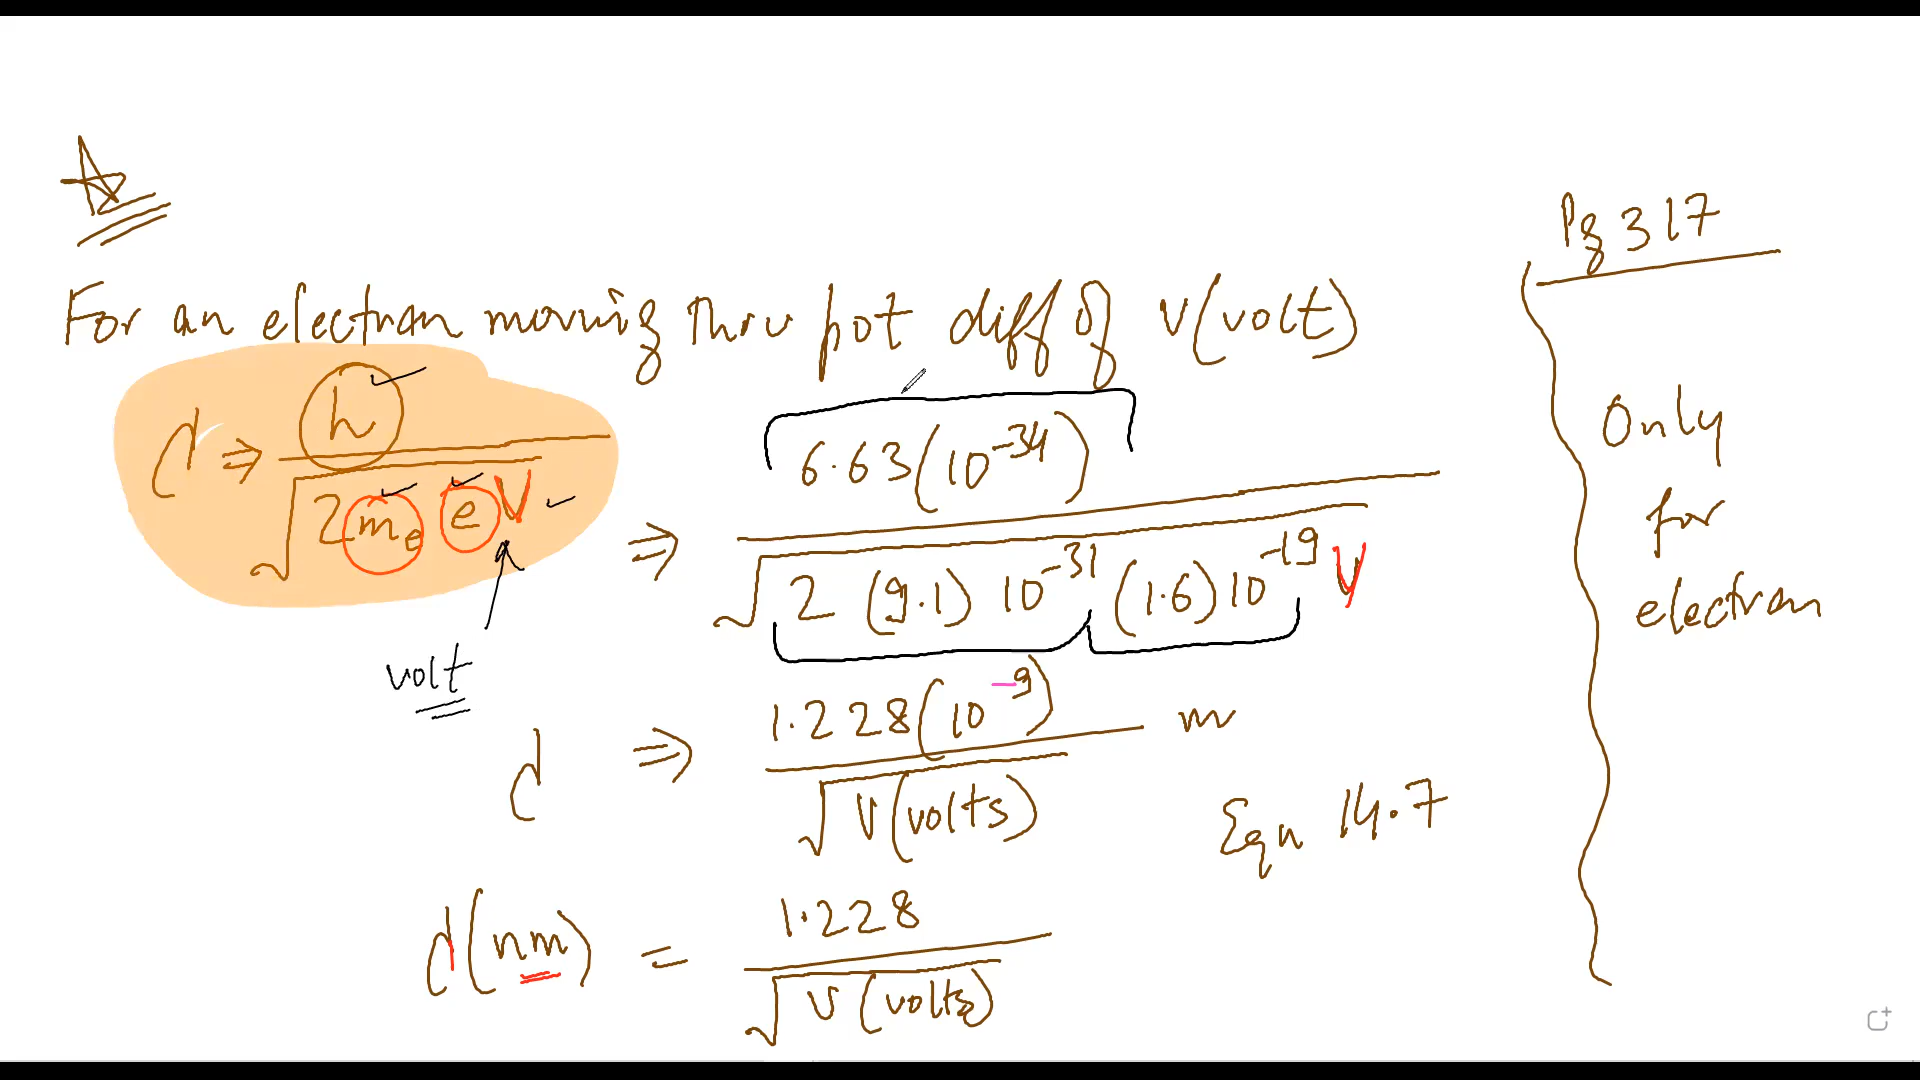 Pg 317
For an electron moving thru pot diff of V(volt)
d ⇒ h / √(2 mₑ e V)
volt
⇒ 6.63(10⁻³⁴) / √(2 (9.1) 10⁻³¹ (1.6) 10⁻¹⁹ V)
d ⇒ 1.228(10⁻⁹) / √(V(volts)) m
Eqn 14.7
d(nm) = 1.228 / √(V(volts))
Only
for
electron